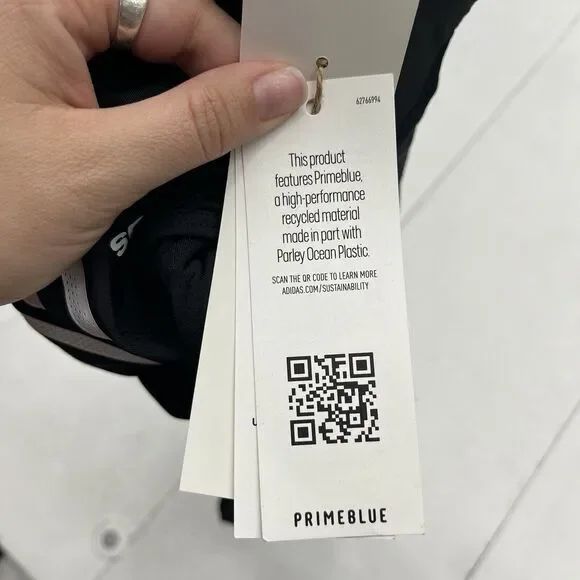 62766994
This product
features Primeblue,
a high-performance
recycled material
made in part with
Parley Ocean Plastic.
SCAN THE QR CODE TO LEARN MORE
ADIDAS.COM/SUSTAINABILITY
PRIMEBLUE